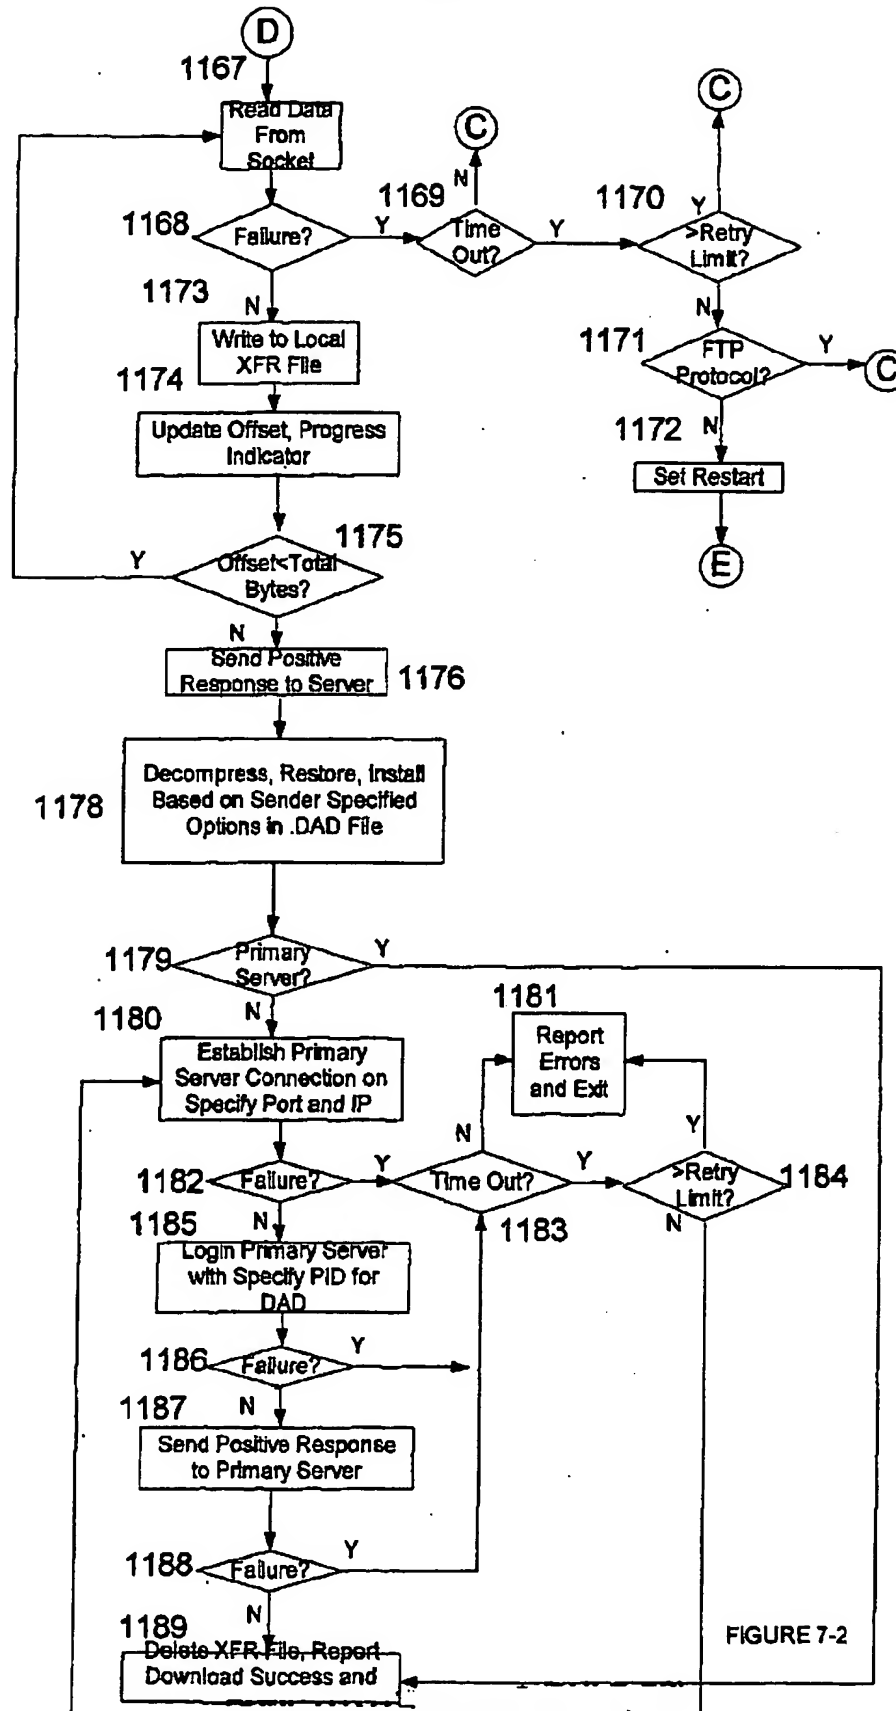 D
1167
Read Data
From
Socket
C
C
N
1169
1170
Y
1168
Failure?
Y
Time
Out?
Y
>Retry
Limit?
1173
N
N
Write to Local
XFR File
1171
FTP
Protocol?
Y
C
1174
1172
N
Update Offset, Progress
Indicator
Set Restart
1175
Y
Offset<Total
Bytes?
E
N
Send Positive
Response to Server
1176
Decompress, Restore, Install
Based on Sender Specified
Options in .DAD File
1178
1179
Primary
Server?
Y
N
1180
1181
Report
Errors
and Exit
Establish Primary
Server Connection on
Specify Port and IP
N
Y
1182
Failure?
Y
Time Out?
Y
>Retry
Limit?
1184
N
1185
N
1183
Login Primary Server
with Specify PID for
DAD
1186
Failure?
Y
1187
N
Send Positive Response
to Primary Server
1188
Failure?
Y
N
1189
Delete XFR File, Report
Download Success and
FIGURE 7-2